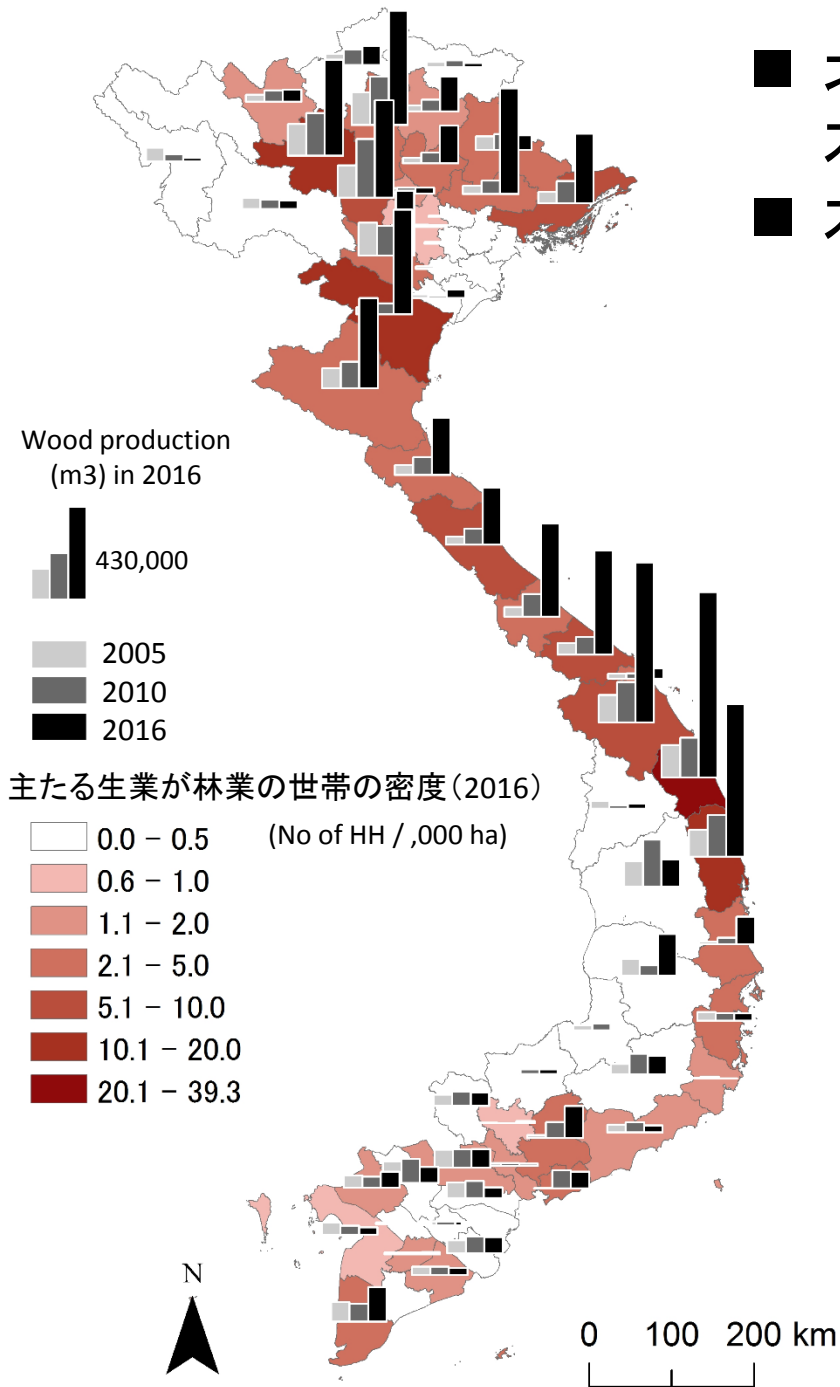 Wood production
(m3) in 2016
430,000
2005
2010
2016
主たる生業が林業の世帯の密度(2016)
(No of HH / ,000 ha)
0.0 – 0.5
0.6 – 1.0
1.1 – 2.0
2.1 – 5.0
5.1 – 10.0
10.1 – 20.0
20.1 – 39.3
N
0 100 200 km